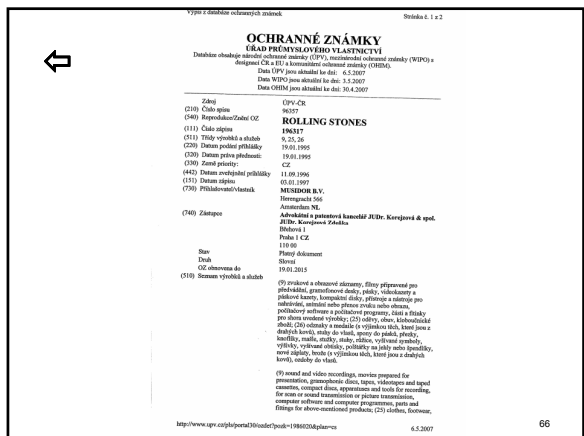 Výpis z databáze ochranných známek
Stránka č. 1 z 2
OCHRANNÉ ZNÁMKY
ÚŘAD PRŮMYSLOVÉHO VLASTNICTVÍ
Databáze obsahuje národní ochranné známky (ÚPV), mezinárodní ochranné známky (WIPO) s
designací ČR a EU a komunitární ochranné známky (OHIM).
Data ÚPV jsou aktuální ke dni: 6.5.2007
Data WIPO jsou aktuální ke dni: 3.5.2007
Data OHIM jsou aktuální ke dni: 30.4.2007
Zdroj ÚPV-ČR
(210) Číslo spisu 96357
(540) Reprodukce/Znění OZ ROLLING STONES
(111) Číslo zápisu 196317
(511) Třídy výrobků a služeb 9, 25, 26
(220) Datum podání přihlášky 19.01.1995
(320) Datum práva přednosti: 19.01.1995
(330) Země priority: CZ
(442) Datum zveřejnění přihlášky 11.09.1996
(151) Datum zápisu 03.01.1997
(730) Přihlašovatel/vlastník MUSIDOR B.V.
Herengracht 566
Amsterdam NL
(740) Zástupce Advokátní a patentová kancelář JUDr. Korejzová & spol.
JUDr. Korejzová Zdeňka
Břehová 1
Praha 1 CZ
110 00
Stav Platný dokument
Druh Slovní
OZ obnovena do 19.01.2015
(510) Seznam výrobků a služeb
(9) zvukové a obrazové záznamy, filmy připravené pro
předvádění, gramofonové desky, pásky, videokazety a
páskové kazety, kompaktní disky, přístroje a nástroje pro
nahrávání, snímání nebo přenos zvuku nebo obrazu,
počítačový software a počítačové programy, části a fitinky
pro shora uvedené výrobky; (25) oděvy, obuv, kloboučnické
zboží; (26) odznaky a medaile (s výjimkou těch, které jsou z
drahých kovů), stuhy do vlasů, spony do pásků, přezky,
knoflíky, mašle, stužky, stuhy, růžice, vyšívané symboly,
výšivky, vyšívané obtisky, polštářky na jehly nebo špendlíky,
nové záplaty, brože (s výjimkou těch, které jsou z drahých
kovů), ozdoby do vlasů.
(9) sound and video recordings, movies prepared for
presentation, gramophonic discs, tapes, videotapes and taped
cassettes, compact discs, apparatuses and tools for recording,
for scan or sound transmission or picture transmission,
computer software and computer programmes, parts and
fittings for above-mentioned products; (25) clothes, footwear,
http://www.upv.cz/pls/portal30/ozdet?pozk=1986020&plan=cs
6.5.2007
66